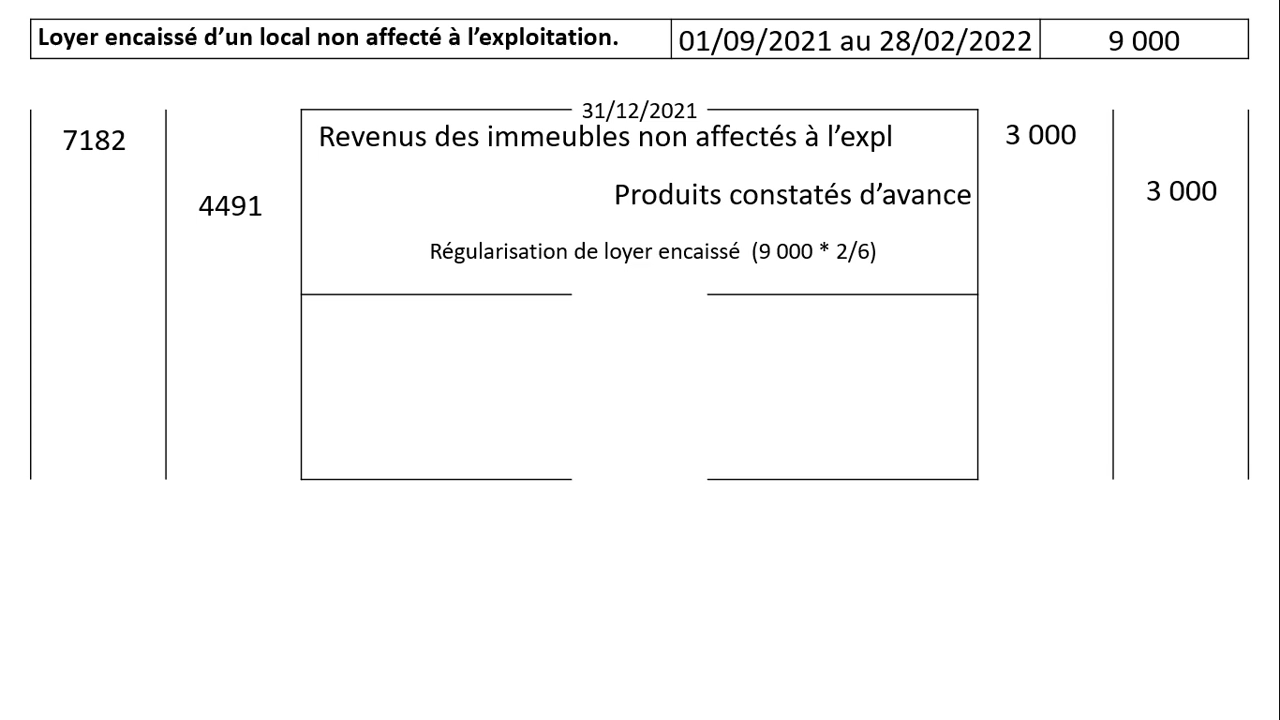 Loyer encaissé d’un local non affecté à l’exploitation. 01/09/2021 au 28/02/2022 9 000
31/12/2021
7182 Revenus des immeubles non affectés à l’expl 3 000
4491 Produits constatés d’avance 3 000
Régularisation de loyer encaissé (9 000 * 2/6)